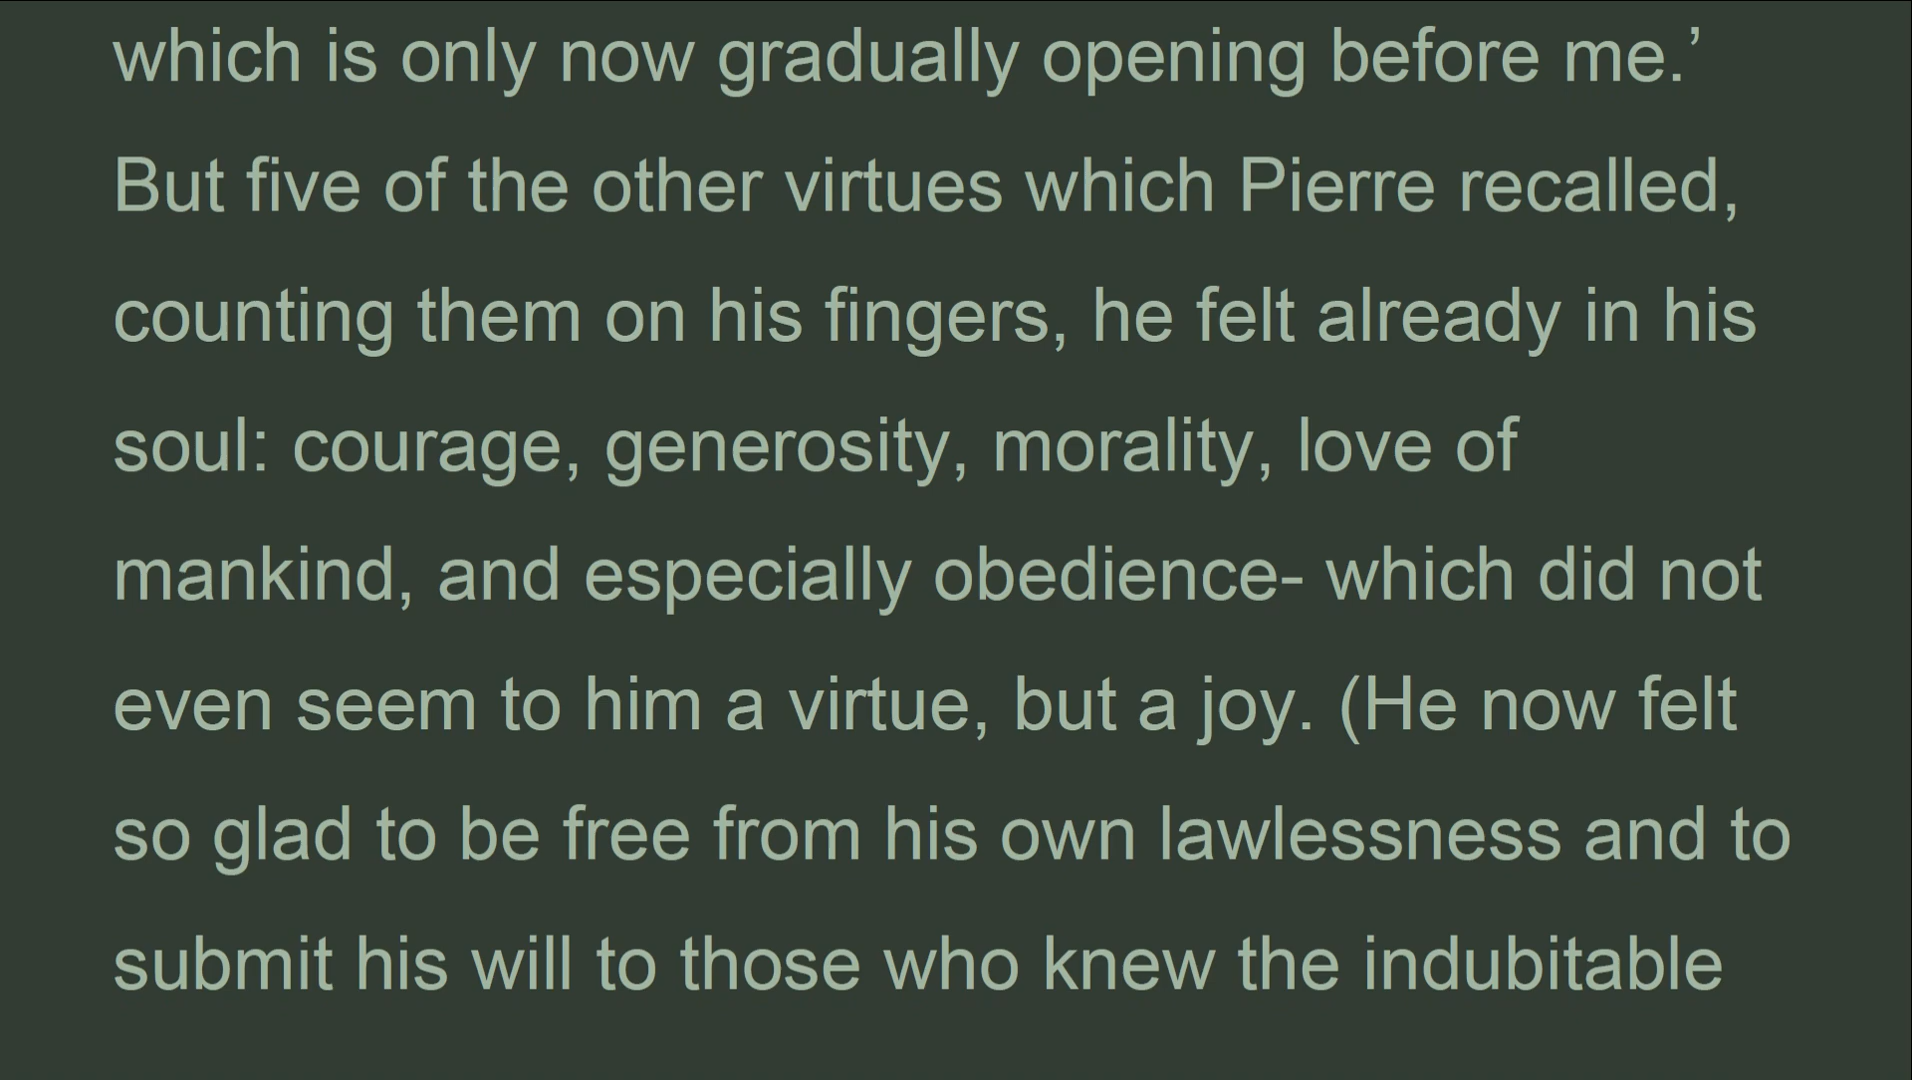 which is only now gradually opening before me.’
But five of the other virtues which Pierre recalled,
counting them on his fingers, he felt already in his
soul: courage, generosity, morality, love of
mankind, and especially obedience- which did not
even seem to him a virtue, but a joy. (He now felt
so glad to be free from his own lawlessness and to
submit his will to those who knew the indubitable